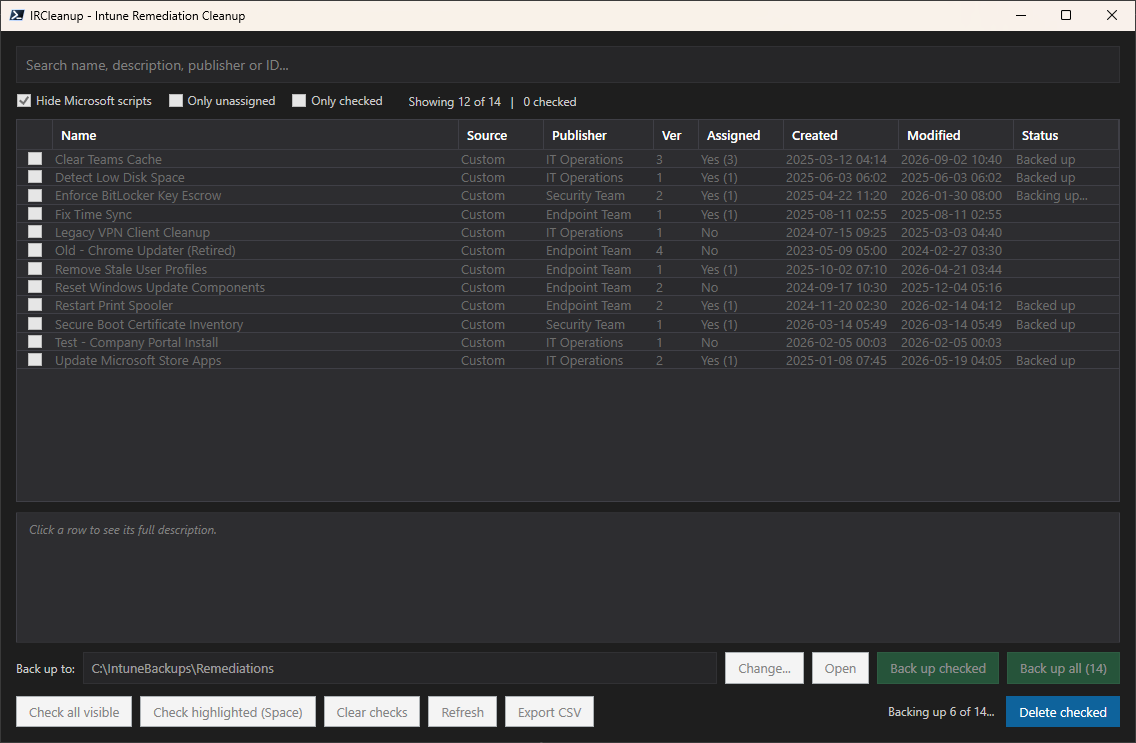 IRCleanup - Intune Remediation Cleanup
Search name, description, publisher or ID...
Hide Microsoft scripts Only unassigned Only checked Showing 12 of 14 | 0 checked
Name Source Publisher Ver Assigned Created Modified Status
Clear Teams Cache Custom IT Operations 3 Yes (3) 2025-03-12 04:14 2026-09-02 10:40 Backed up
Detect Low Disk Space Custom IT Operations 1 Yes (1) 2025-06-03 06:02 2025-06-03 06:02 Backed up
Enforce BitLocker Key Escrow Custom Security Team 2 Yes (1) 2025-04-22 11:20 2026-01-30 08:00 Backing up...
Fix Time Sync Custom Endpoint Team 1 Yes (1) 2025-08-11 02:55 2025-08-11 02:55
Legacy VPN Client Cleanup Custom IT Operations 1 No 2024-07-15 09:25 2025-03-03 04:40
Old - Chrome Updater (Retired) Custom Endpoint Team 4 No 2023-05-09 05:00 2024-02-27 03:30
Remove Stale User Profiles Custom Endpoint Team 1 Yes (1) 2025-10-02 07:10 2026-04-21 03:44
Reset Windows Update Components Custom Endpoint Team 2 No 2024-09-17 10:30 2025-12-04 05:16
Restart Print Spooler Custom Endpoint Team 2 Yes (1) 2024-11-20 02:30 2026-02-14 04:12 Backed up
Secure Boot Certificate Inventory Custom Security Team 1 Yes (1) 2026-03-14 05:49 2026-03-14 05:49 Backed up
Test - Company Portal Install Custom IT Operations 1 No 2026-02-05 00:03 2026-02-05 00:03
Update Microsoft Store Apps Custom IT Operations 2 Yes (1) 2025-01-08 07:45 2026-05-19 04:05 Backed up
Click a row to see its full description.
Back up to: C:\IntuneBackups\Remediations Change... Open Back up checked Back up all (14)
Check all visible Check highlighted (Space) Clear checks Refresh Export CSV Backing up 6 of 14... Delete checked